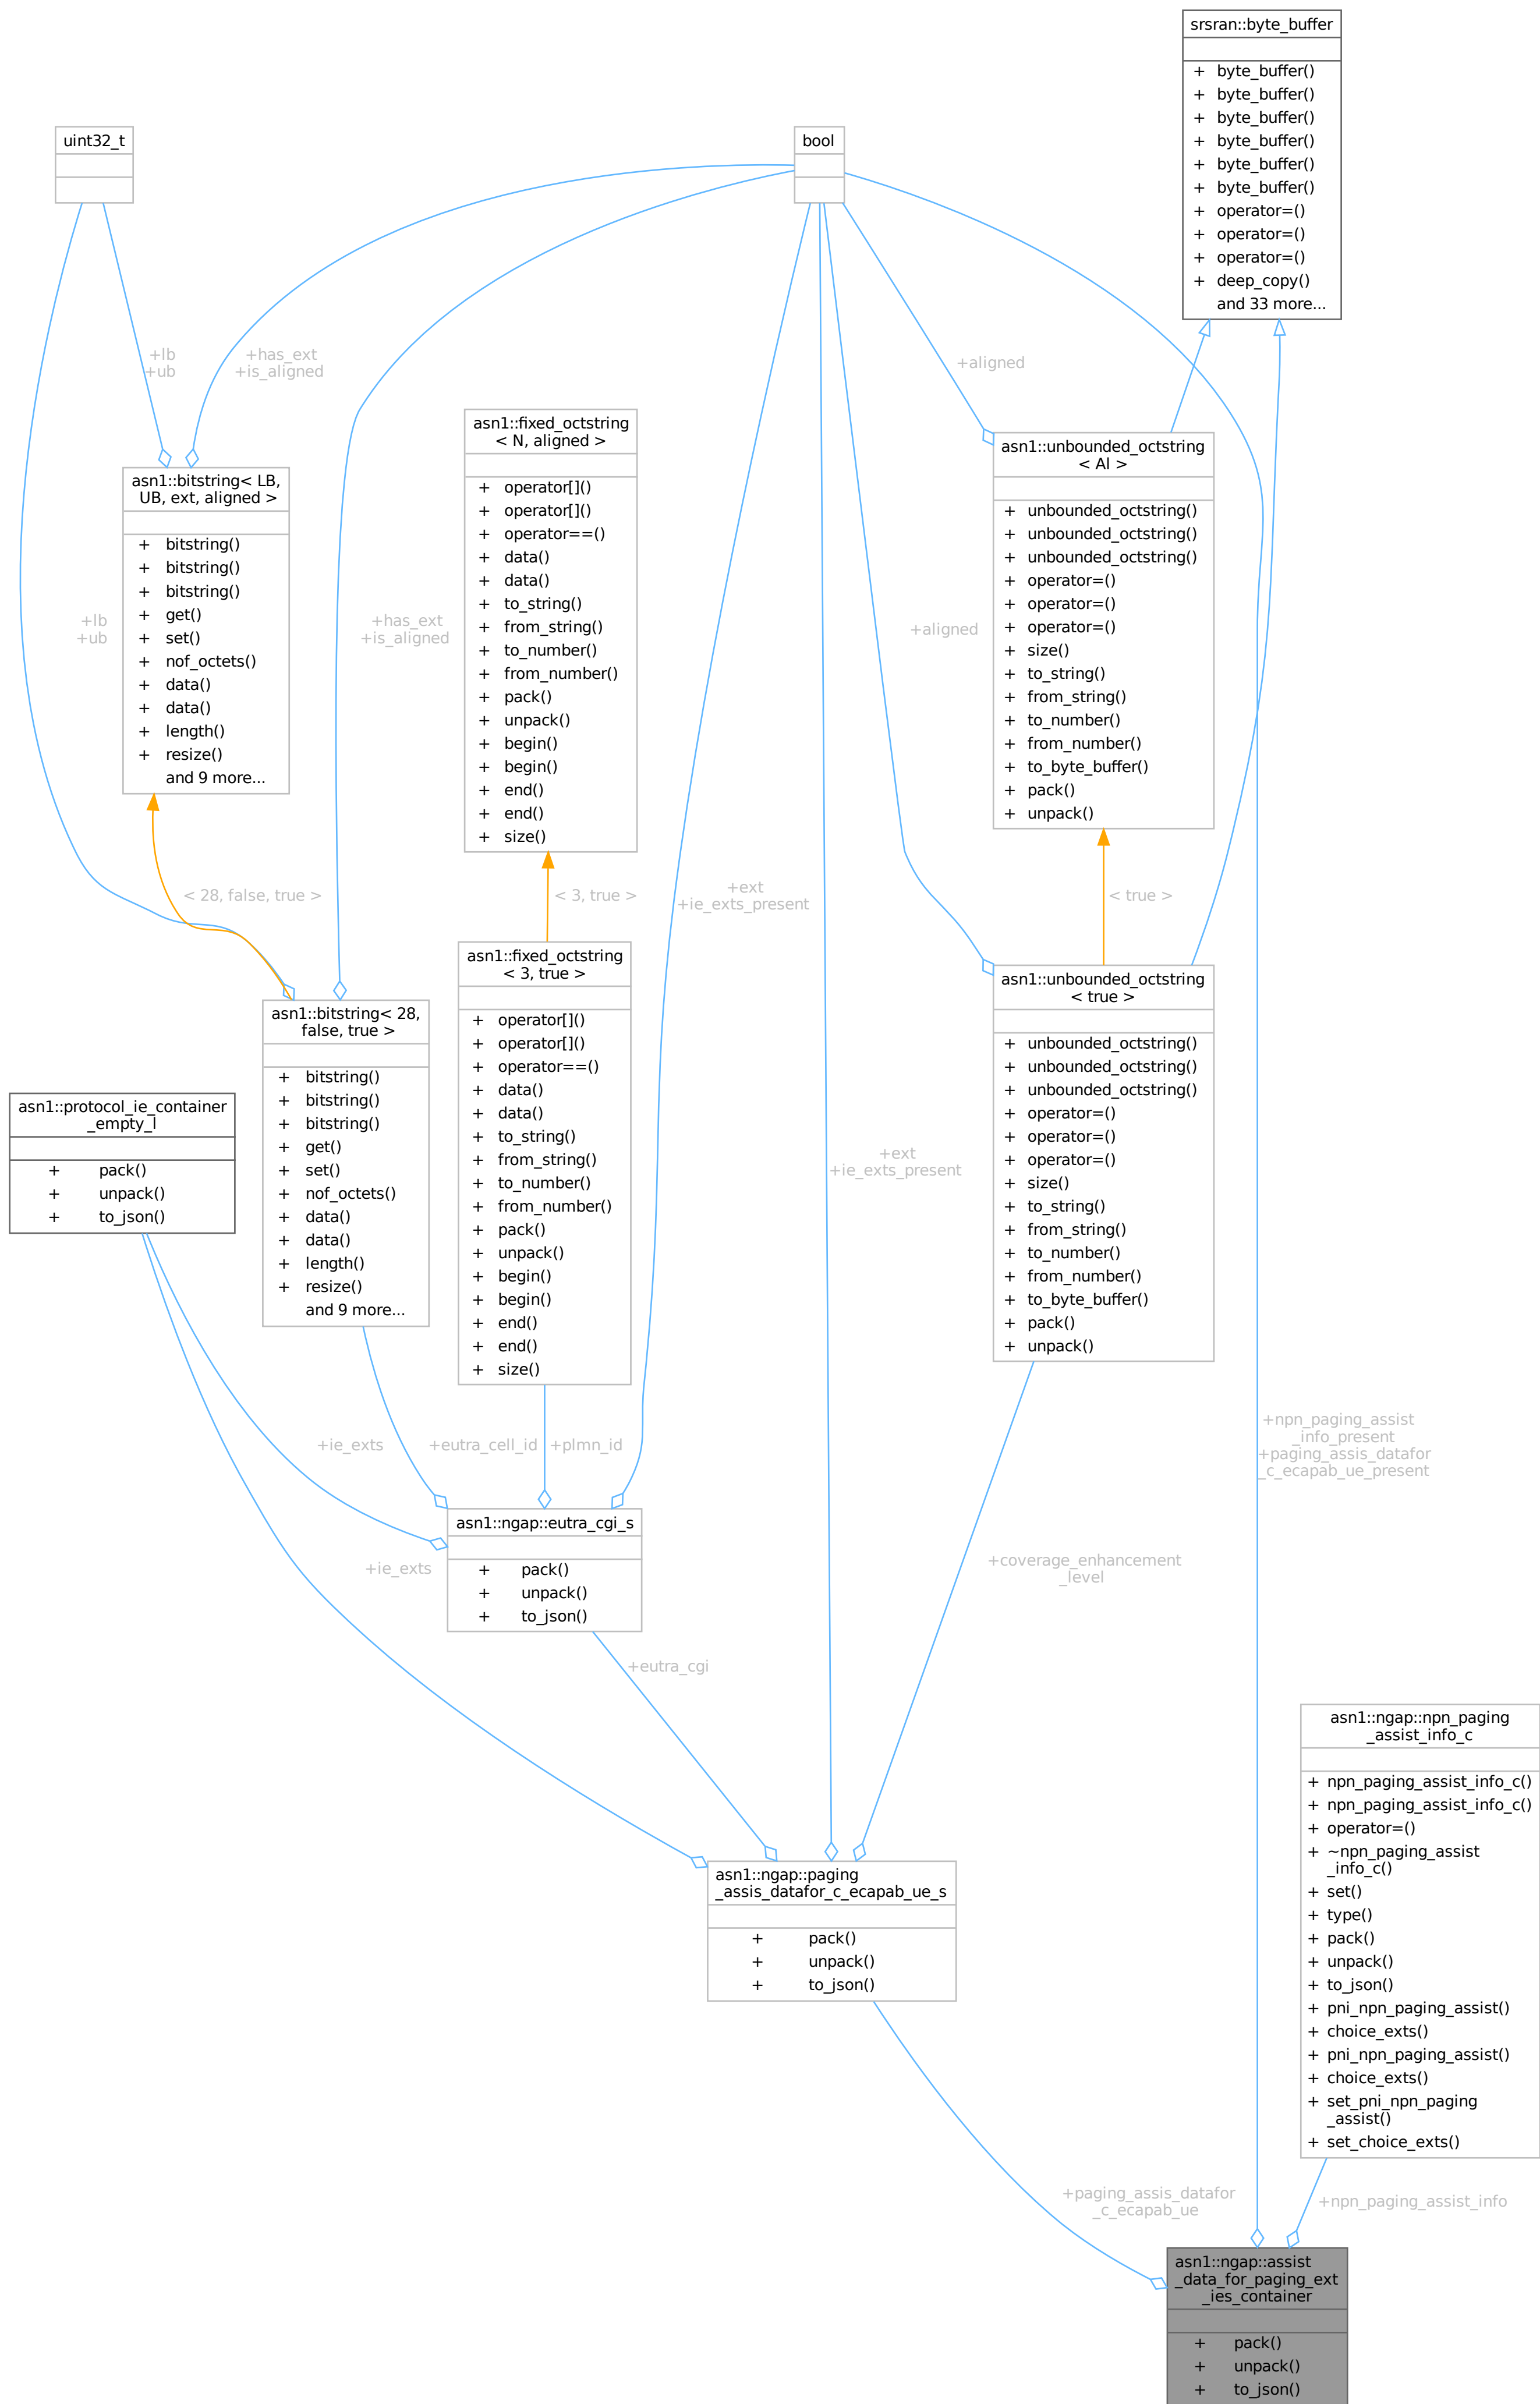 srsran::byte_buffer
+ byte_buffer()
+ byte_buffer()
+ byte_buffer()
+ byte_buffer()
+ byte_buffer()
+ byte_buffer()
+ operator=()
+ operator=()
+ operator=()
+ deep_copy()
and 33 more...
uint32_t
bool
+lb
+ub
+has_ext
+is_aligned
+aligned
asn1::bitstring< LB,
UB, ext, aligned >
+ bitstring()
+ bitstring()
+ bitstring()
+ get()
+ set()
+ nof_octets()
+ data()
+ data()
+ length()
+ resize()
and 9 more...
asn1::fixed_octstring
< N, aligned >
+ operator[]()
+ operator[]()
+ operator==()
+ data()
+ data()
+ to_string()
+ from_string()
+ to_number()
+ from_number()
+ pack()
+ unpack()
+ begin()
+ begin()
+ end()
+ end()
+ size()
asn1::unbounded_octstring
< Al >
+ unbounded_octstring()
+ unbounded_octstring()
+ unbounded_octstring()
+ operator=()
+ operator=()
+ operator=()
+ size()
+ to_string()
+ from_string()
+ to_number()
+ from_number()
+ to_byte_buffer()
+ pack()
+ unpack()
+lb
+ub
+has_ext
+is_aligned
+aligned
< 28, false, true >
< 3, true >
+ext
+ie_exts_present
< true >
asn1::bitstring< 28,
false, true >
+ bitstring()
+ bitstring()
+ bitstring()
+ get()
+ set()
+ nof_octets()
+ data()
+ data()
+ length()
+ resize()
and 9 more...
asn1::fixed_octstring
< 3, true >
+ operator[]()
+ operator[]()
+ operator==()
+ data()
+ data()
+ to_string()
+ from_string()
+ to_number()
+ from_number()
+ pack()
+ unpack()
+ begin()
+ begin()
+ end()
+ end()
+ size()
asn1::unbounded_octstring
< true >
+ unbounded_octstring()
+ unbounded_octstring()
+ unbounded_octstring()
+ operator=()
+ operator=()
+ operator=()
+ size()
+ to_string()
+ from_string()
+ to_number()
+ from_number()
+ to_byte_buffer()
+ pack()
+ unpack()
asn1::protocol_ie_container
_empty_l
+ pack()
+ unpack()
+ to_json()
+ext
+ie_exts_present
+ie_exts
+eutra_cell_id
+plmn_id
+npn_paging_assist
_info_present
+paging_assis_datafor
_c_ecapab_ue_present
asn1::ngap::eutra_cgi_s
+ pack()
+ unpack()
+ to_json()
+ie_exts
+coverage_enhancement
_level
+eutra_cgi
asn1::ngap::npn_paging
_assist_info_c
+ npn_paging_assist_info_c()
+ npn_paging_assist_info_c()
+ operator=()
+ ~npn_paging_assist
_info_c()
+ set()
+ type()
+ pack()
+ unpack()
+ to_json()
+ pni_npn_paging_assist()
+ choice_exts()
+ pni_npn_paging_assist()
+ choice_exts()
+ set_pni_npn_paging
_assist()
+ set_choice_exts()
asn1::ngap::paging
_assis_datafor_c_ecapab_ue_s
+ pack()
+ unpack()
+ to_json()
+paging_assis_datafor
_c_ecapab_ue
+npn_paging_assist_info
asn1::ngap::assist
_data_for_paging_ext
_ies_container
+ pack()
+ unpack()
+ to_json()